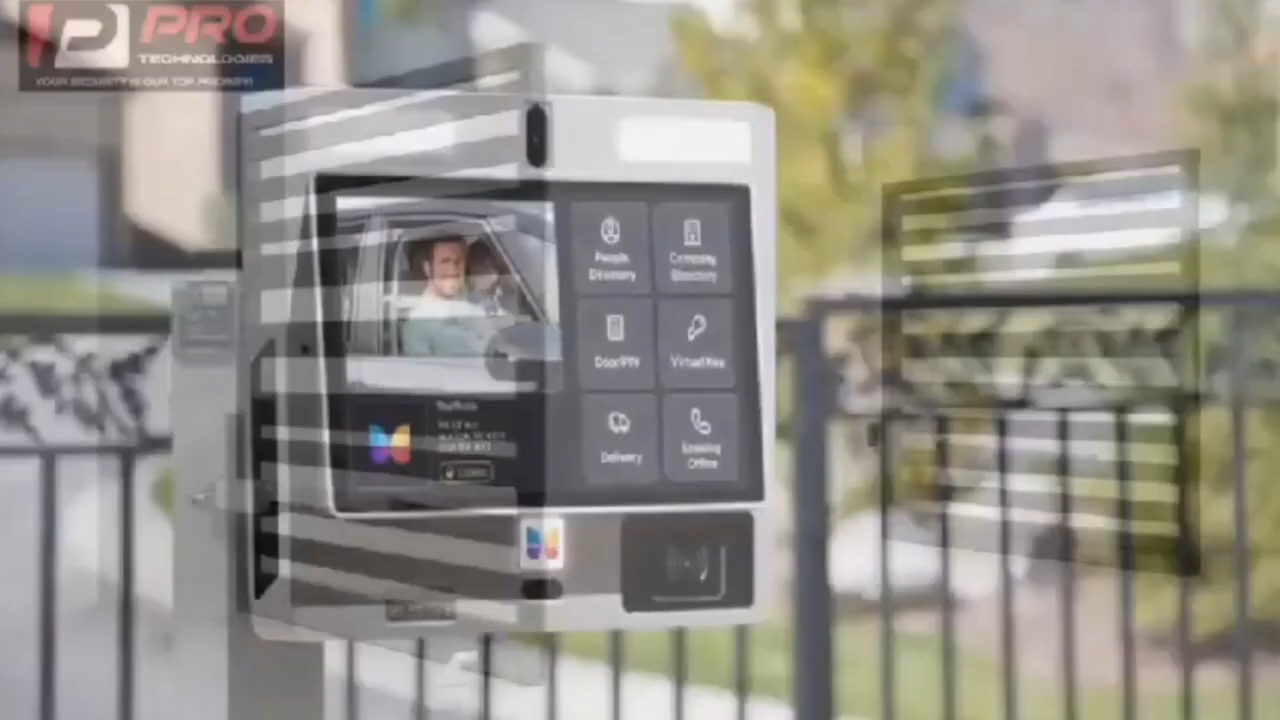 PRO
TECHNOLOGIES
YOUR SECURITY IS OUR TOP PRIORITY
People
Directory
Company
Directory
Door PIN
Virtual Key
Delivery
Leasing
Office